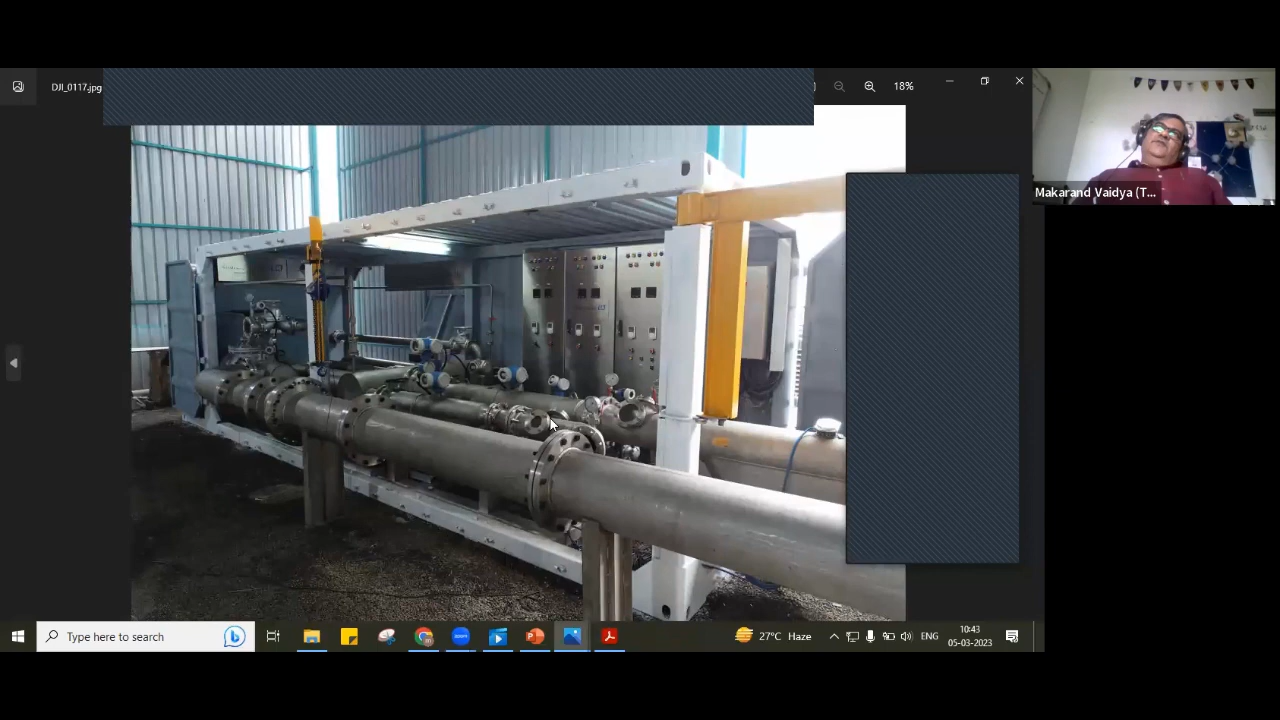 DJI_0117.jpg
18%
Makarand Vaidya (T...
Type here to search
27°C Haze
ENG
10:43
05-03-2023